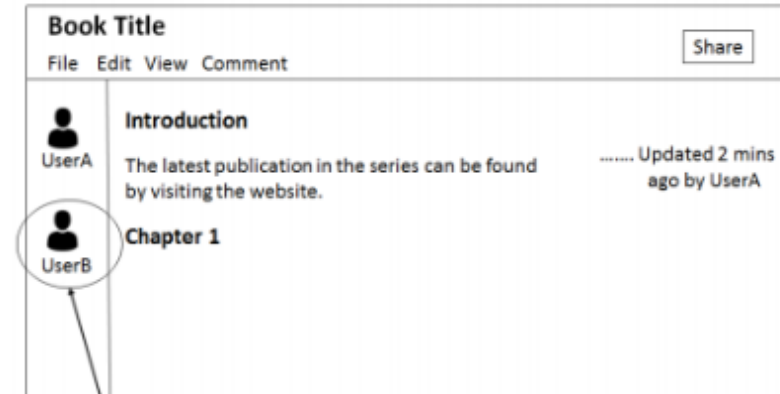 Book Title
File Edit View Comment
Share
UserA
Introduction
The latest publication in the series can be found
by visiting the website.
....... Updated 2 mins
ago by UserA
UserB
Chapter 1